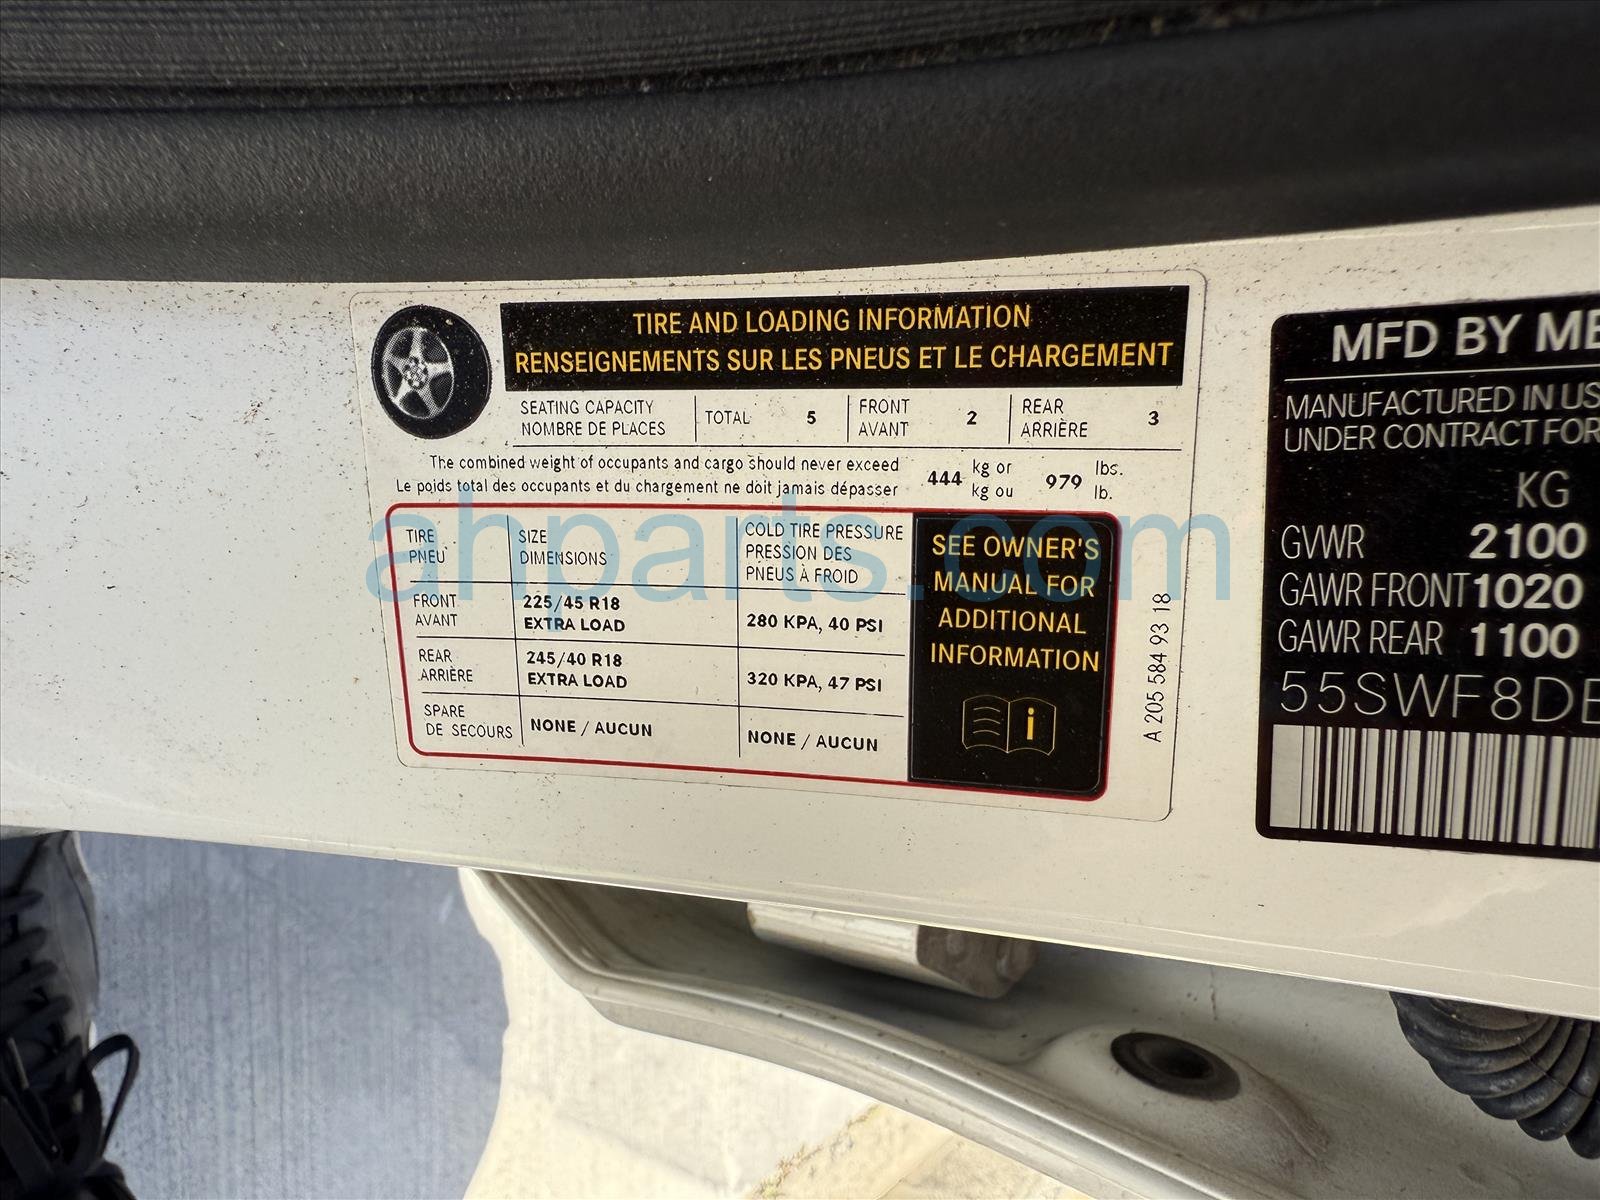 TIRE AND LOADING INFORMATION
RENSEIGNEMENTS SUR LES PNEUS ET LE CHARGEMENT
SEATING CAPACITY
NOMBRE DE PLACES
TOTAL 5
FRONT
AVANT
2
REAR
ARRIÈRE
3
The combined weight of occupants and cargo should never exceed
Le poids total des occupants et du chargement ne doit jamais dépasser
444
kg or
kg ou
979
lbs.
lb.
TIRE
PNEU
SIZE
DIMENSIONS
COLD TIRE PRESSURE
PRESSION DES
PNEUS À FROID
FRONT
AVANT
225/45 R18
EXTRA LOAD
280 KPA, 40 PSI
REAR
ARRIÈRE
245/40 R18
EXTRA LOAD
320 KPA, 47 PSI
SPARE
DE SECOURS
NONE / AUCUN
NONE / AUCUN
SEE OWNER'S
MANUAL FOR
ADDITIONAL
INFORMATION
i
A 205 584 93 18
MFD BY ME
MANUFACTURED IN US
UNDER CONTRACT FOR
KG
GVWR 2100
GAWR FRONT 1020
GAWR REAR 1100
55SWF8DE
ahparts.com